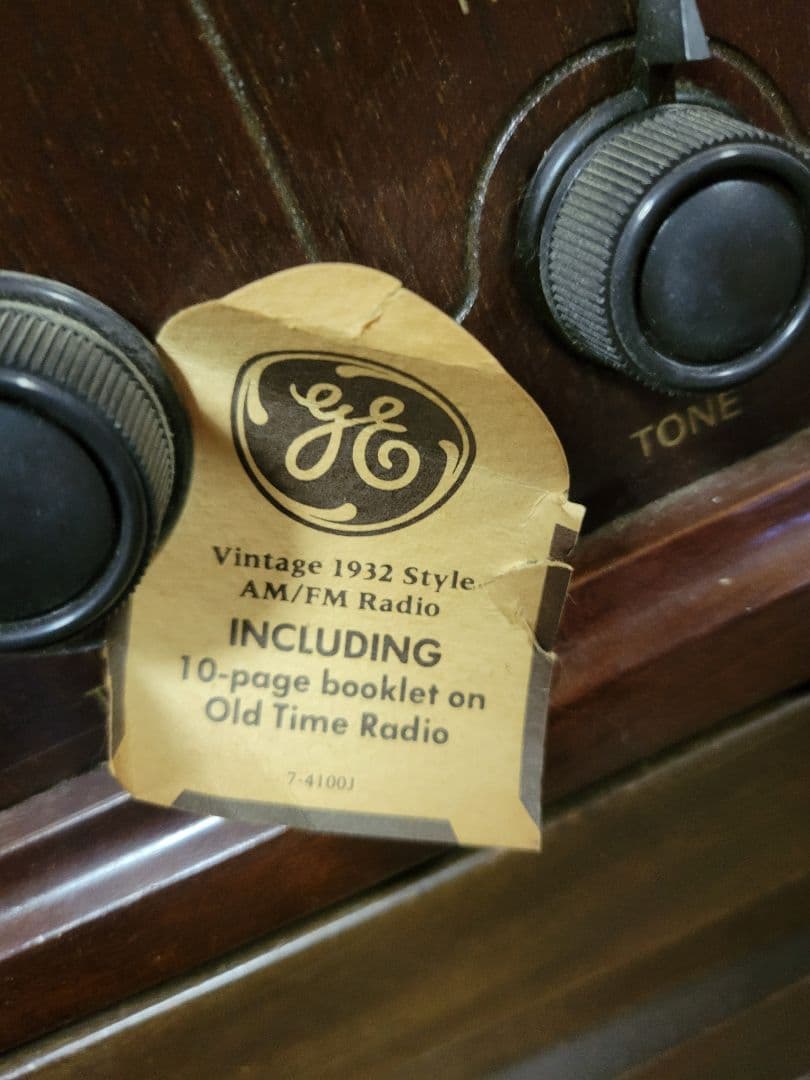 GE
Vintage 1932 Style
AM/FM Radio
INCLUDING
10-page booklet on
Old Time Radio
7-4100J
TONE